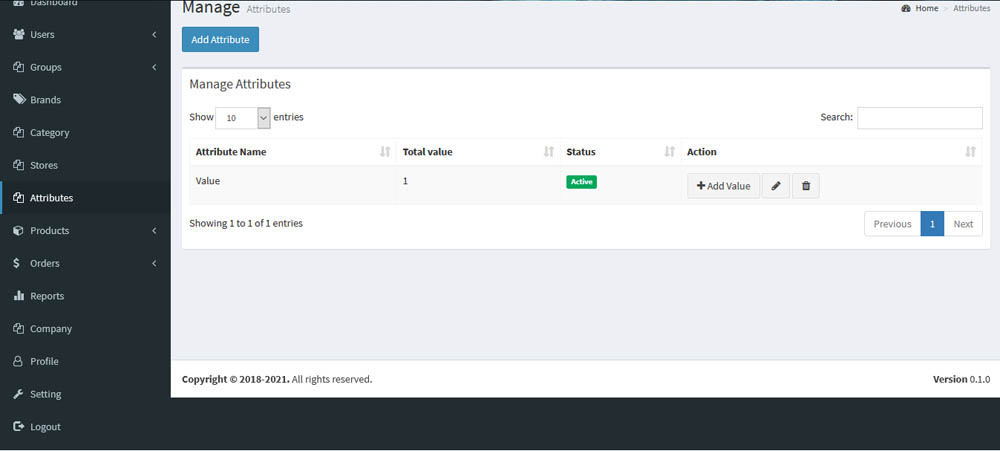 Dashboard
Users
Groups
Brands
Category
Stores
Attributes
Products
$ Orders
Reports
Company
Profile
Setting
Logout
Manage Attributes
Home > Attributes
Add Attribute
Manage Attributes
Show 10 entries
Search:
Attribute Name Total value Status Action
Value 1 Active + Add Value
Showing 1 to 1 of 1 entries
Previous 1 Next
Copyright © 2018-2021. All rights reserved.
Version 0.1.0